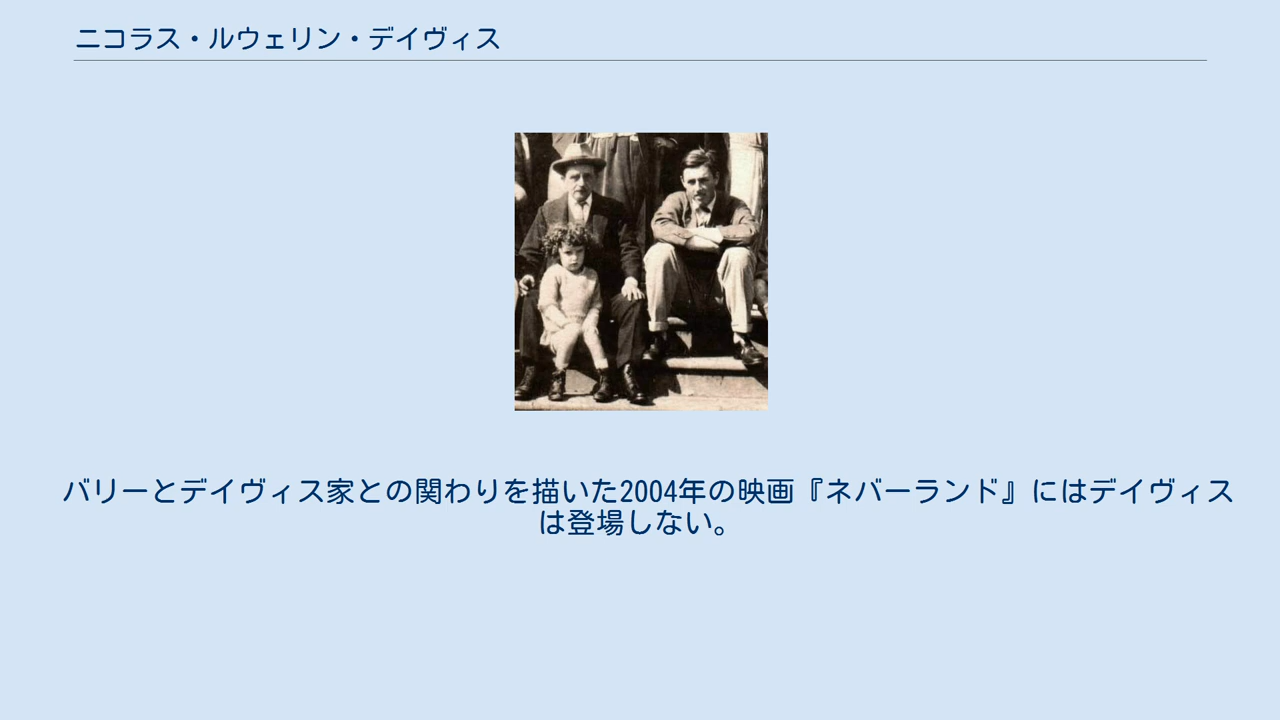 ニコラス・ルウェリン・デイヴィス
バリーとデイヴィス家との関わりを描いた2004年の映画『ネバーランド』にはデイヴィス
は登場しない。